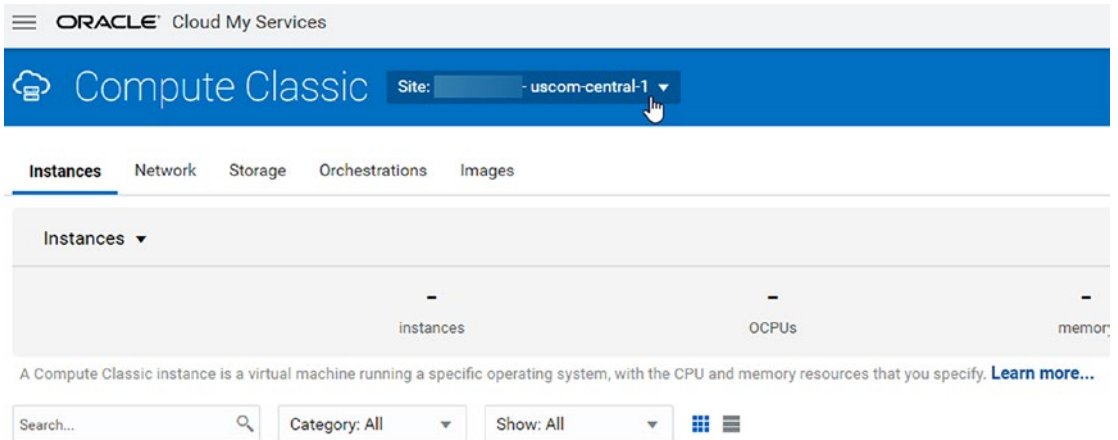 ORACLE Cloud My Services
Compute Classic Site: - uscom-central-1
Instances Network Storage Orchestrations Images
Instances
- - -
instances OCPUs memory
A Compute Classic instance is a virtual machine running a specific operating system, with the CPU and memory resources that you specify. Learn more...
Search... Category: All Show: All